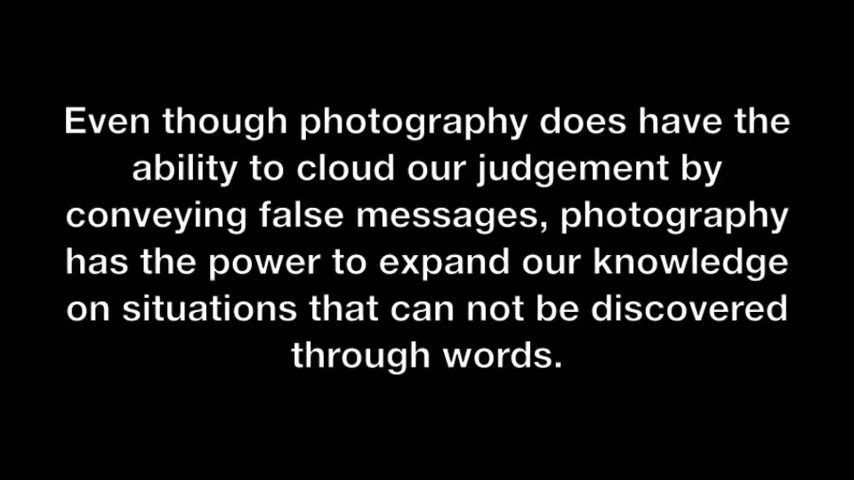 Even though photography does have the
ability to cloud our judgement by
conveying false messages, photography
has the power to expand our knowledge
on situations that can not be discovered
through words.